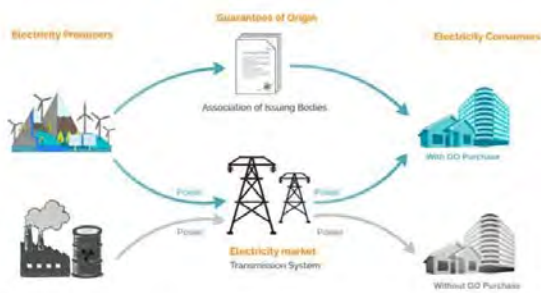 Guarantees of Origin
Electricity Producers
Electricity Consumers
Association of Issuing Bodies
With GO Purchase
Power
Power
Power
Power
Electricity market
Transmission System
Without GO Purchase